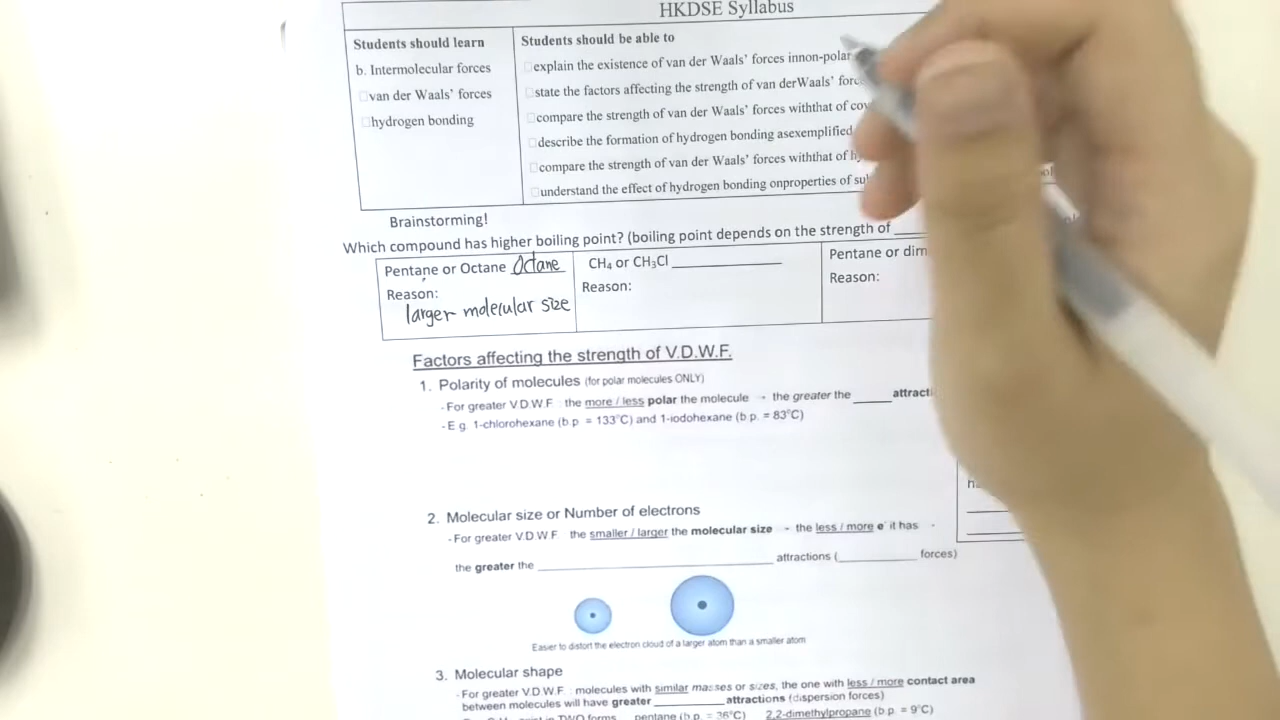 HKDSE Syllabus
Students should learn
b. Intermolecular forces
□van der Waals' forces
□hydrogen bonding
Students should be able to
□explain the existence of van der Waals' forces innon-polar
□state the factors affecting the strength of van derWaals'
□compare the strength of van der Waals' forces withthat of
□describe the formation of hydrogen bonding asexemplified
□compare the strength of van der Waals' forces withthat of
□understand the effect of hydrogen bonding onproperties of
Brainstorming!
Which compound has higher boiling point? (boiling point depends on the strength of ____
Pentane or Octane Octane
Reason:
larger molecular size
CH₄ or CH₃Cl ____________
Reason:
Pentane or
Reason:
Factors affecting the strength of V.D.W.F.
1. Polarity of molecules (for polar molecules ONLY)
- For greater V.D.W.F : the more / less polar the molecule → the greater the _____
- E.g. 1-chlorohexane (b.p. = 133°C) and 1-iodohexane (b.p. = 83°C)
2. Molecular size or Number of electrons
- For greater V.D.W.F the smaller / larger the molecular size → the less / more e⁻ it has →
the greater the ______________________________ attractions (__________ forces)
Easier to distort the electron cloud of a larger atom than a smaller atom
3. Molecular shape
- For greater V.D.W.F : molecules with similar masses or sizes, the one with less / more contact area
between molecules will have greater _________ attractions (dispersion forces)
pentane (b.p. = 36°C) 2,2-dimethylpropane (b.p. = 9°C)